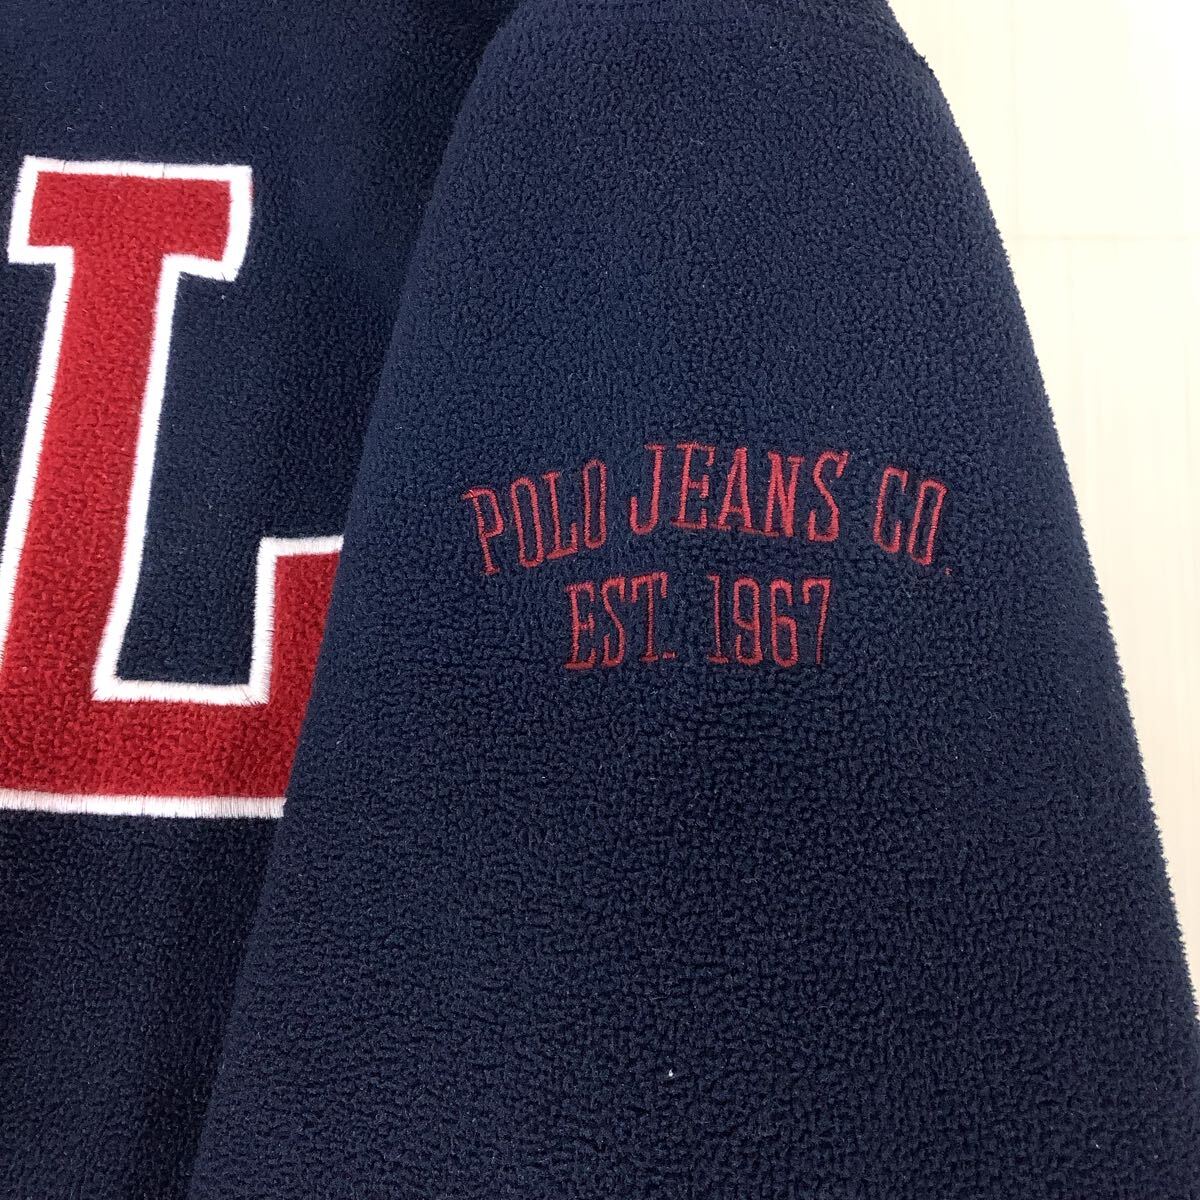 L
POLO JEANS CO.
EST. 1967